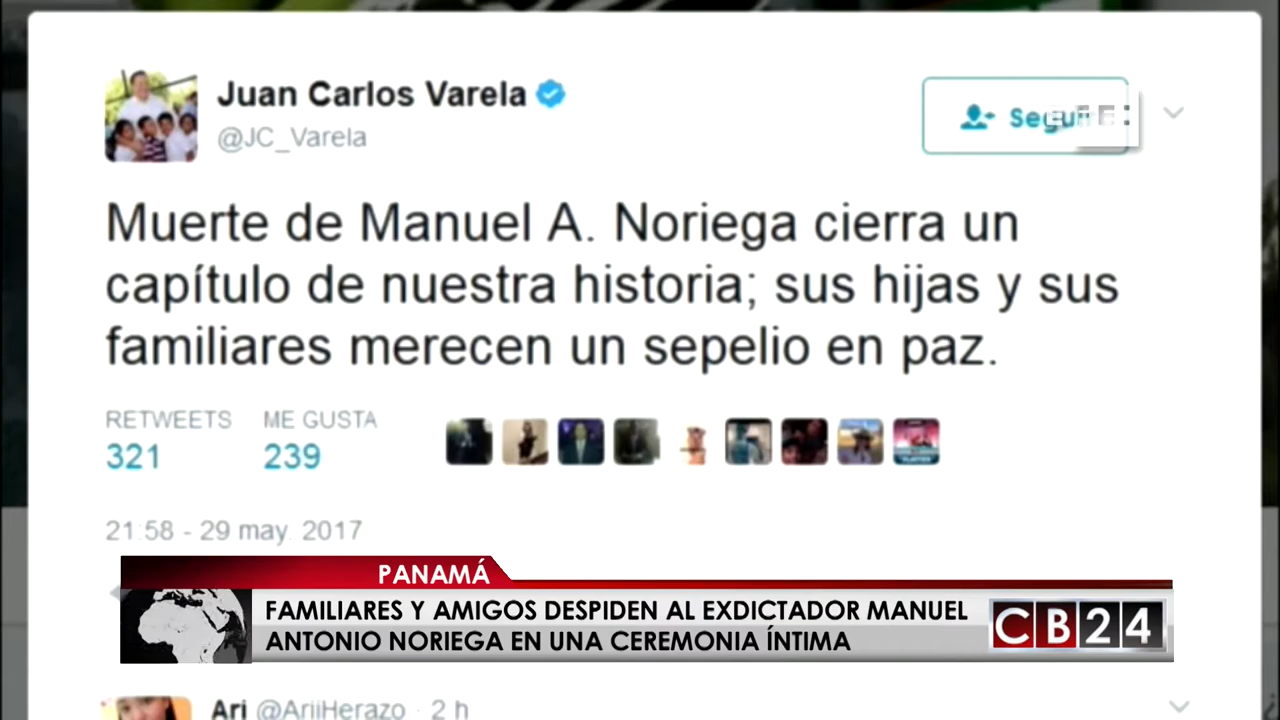 Juan Carlos Varela
@JC_Varela
Muerte de Manuel A. Noriega cierra un
capítulo de nuestra historia; sus hijas y sus
familiares merecen un sepelio en paz.
RETWEETS ME GUSTA
321 239
21:58 - 29 may. 2017
PANAMÁ
FAMILIARES Y AMIGOS DESPIDEN AL EXDICTADOR MANUEL
ANTONIO NORIEGA EN UNA CEREMONIA ÍNTIMA
CB24
Ari @AriiHerazo · 2 h